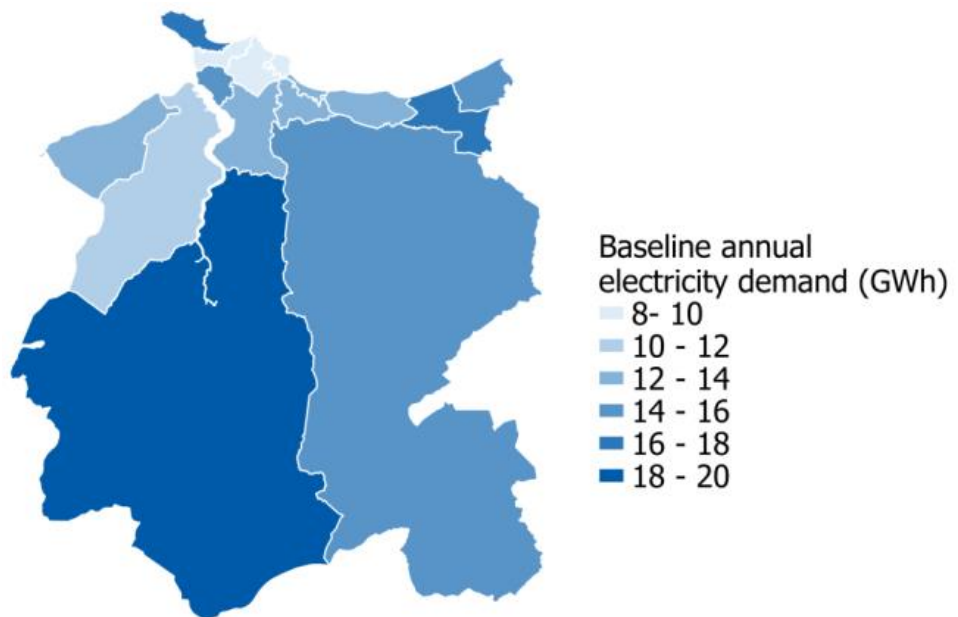 Baseline annual
electricity demand (GWh)
8- 10
10 - 12
12 - 14
14 - 16
16 - 18
18 - 20